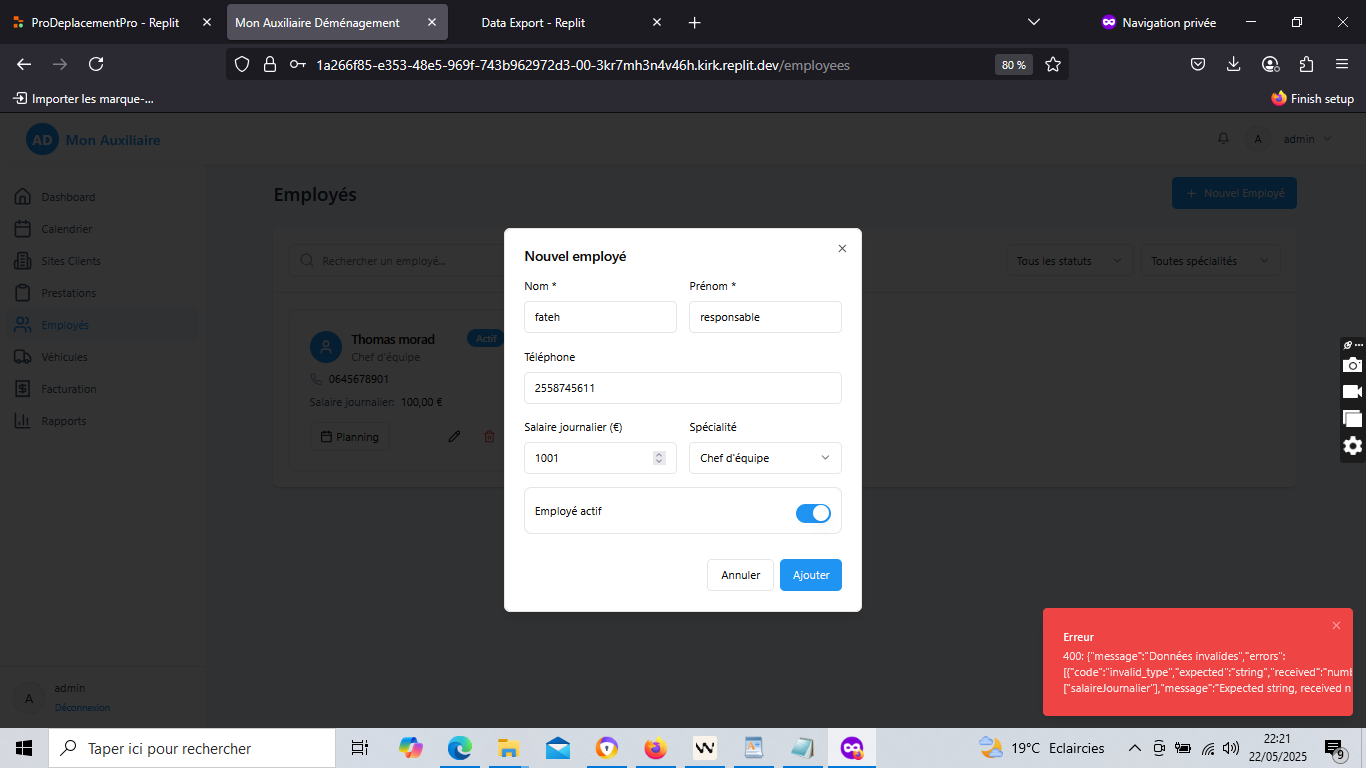 ProDeplacementPro - Replit
Mon Auxiliaire Déménagement
Data Export - Replit
Navigation privée
1a266f85-e353-48e5-969f-743b962972d3-00-3kr7mh3n4v46h.kirk.replit.dev/employees
80 %
Importer les marque-...
Finish setup
AD Mon Auxiliaire
A admin
Dashboard
Calendrier
Sites Clients
Prestations
Employés
Véhicules
Facturation
Rapports
A admin
Déconnexion
Employés
+ Nouvel Employé
Rechercher un employé...
Tous les statuts
Toutes spécialités
Thomas morad
Actif
Chef d'équipe
0645678901
Salaire journalier: 100,00 €
Planning
Nouvel employé
Nom * Prénom *
fateh responsable
Téléphone
2558745611
Salaire journalier (€) Spécialité
1001 Chef d'équipe
Employé actif
Annuler Ajouter
Erreur
400: {"message":"Données invalides","errors":
[{"code":"invalid_type","expected":"string","received":"numb
["salaireJournalier"],"message":"Expected string, received n
Taper ici pour rechercher
19°C Eclaircies
22:21
22/05/2025
9